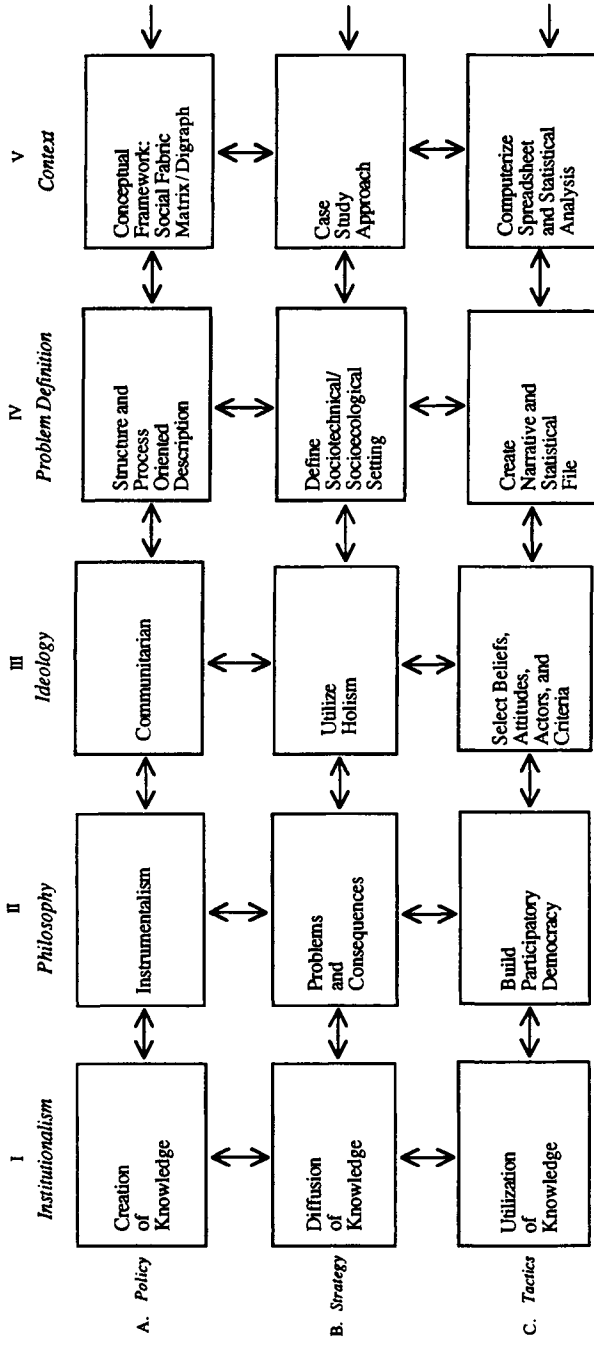 I
II
III
IV
V
Institutionalism
Philosophy
Ideology
Problem Definition
Context
A. Policy
Creation
of
Knowledge
Instrumentalism
Communitarian
Structure and
Process
Oriented
Description
Conceptual
Framework:
Social Fabric
Matrix/Digraph
B. Strategy
Diffusion of
Knowledge
Problems
and
Consequences
Utilize
Holism
Define
Sociotechnical/
Socioecological
Setting
Case
Study
Approach
C. Tactics
Utilization
of
Knowledge
Build
Participatory
Democracy
Select Beliefs,
Attitudes,
Actors, and
Criteria
Create
Narrative and
Statistical
File
Computerize
Spreadsheet
and Statistical
Analysis